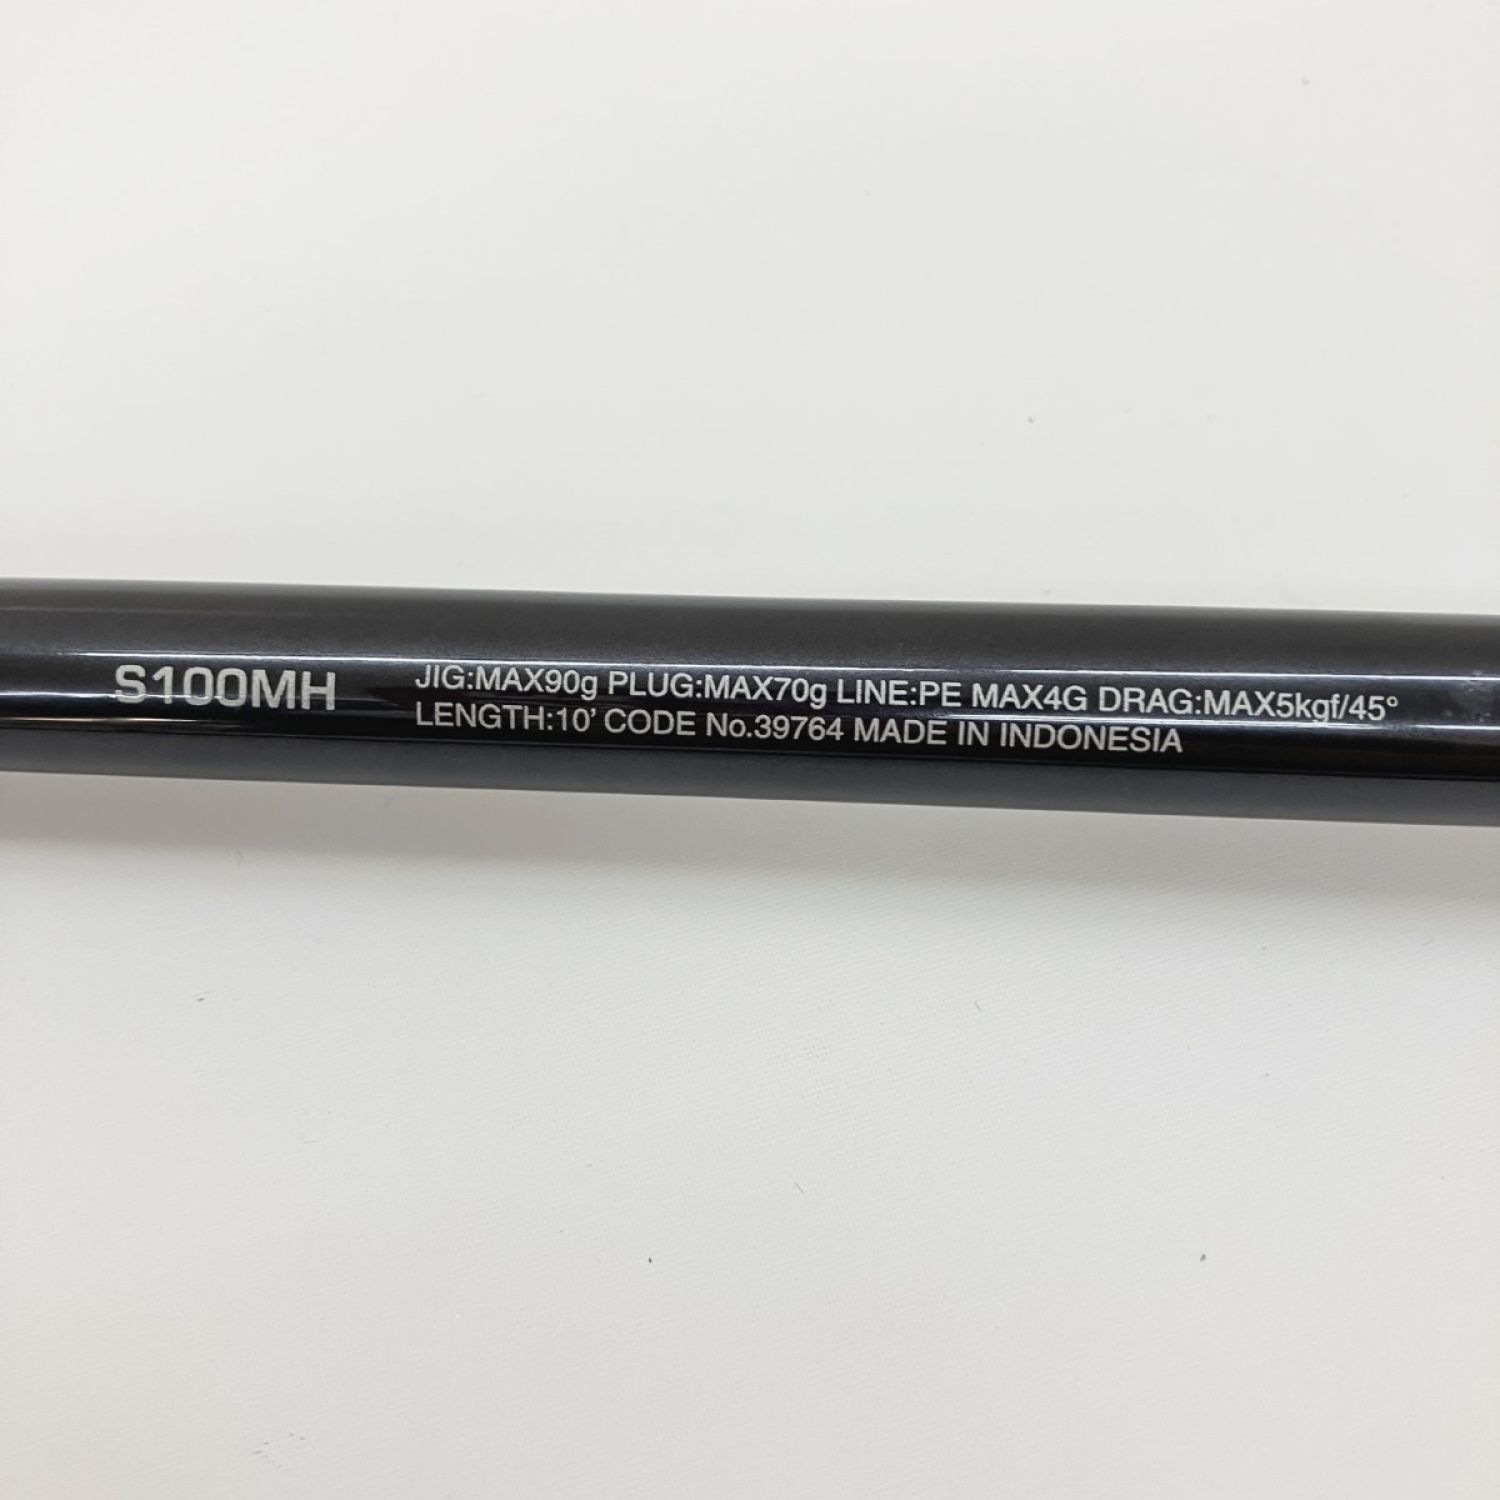 S100MH
JIG:MAX90g PLUG:MAX70g LINE:PE MAX4G DRAG:MAX5kgf/45°
LENGTH:10' CODE No.39764 MADE IN INDONESIA